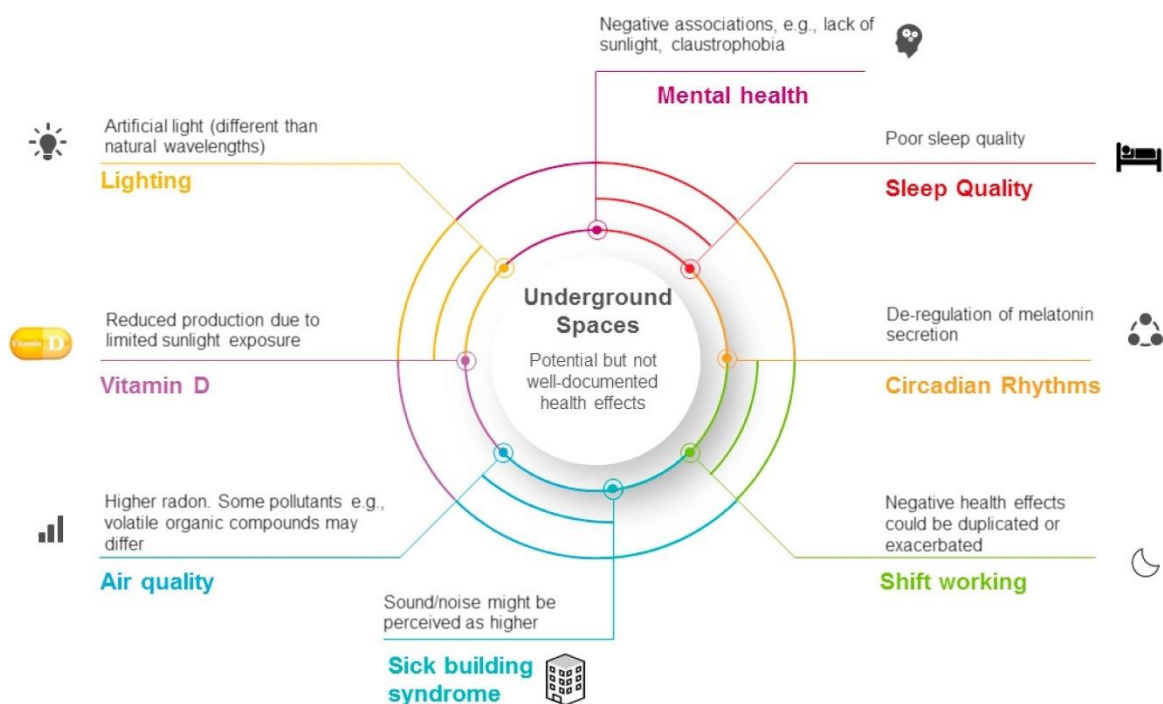 Negative associations, e.g., lack of
sunlight, claustrophobia
Mental health
Artificial light (different than
natural wavelengths)
Lighting
Poor sleep quality
Sleep Quality
Underground
Spaces
Potential but not
well-documented
health effects
Reduced production due to
limited sunlight exposure
Vitamin D
Vitamin D
De-regulation of melatonin
secretion
Circadian Rhythms
Higher radon. Some pollutants e.g.,
volatile organic compounds may
differ
Air quality
Negative health effects
could be duplicated or
exacerbated
Shift working
Sound/noise might be
perceived as higher
Sick building
syndrome